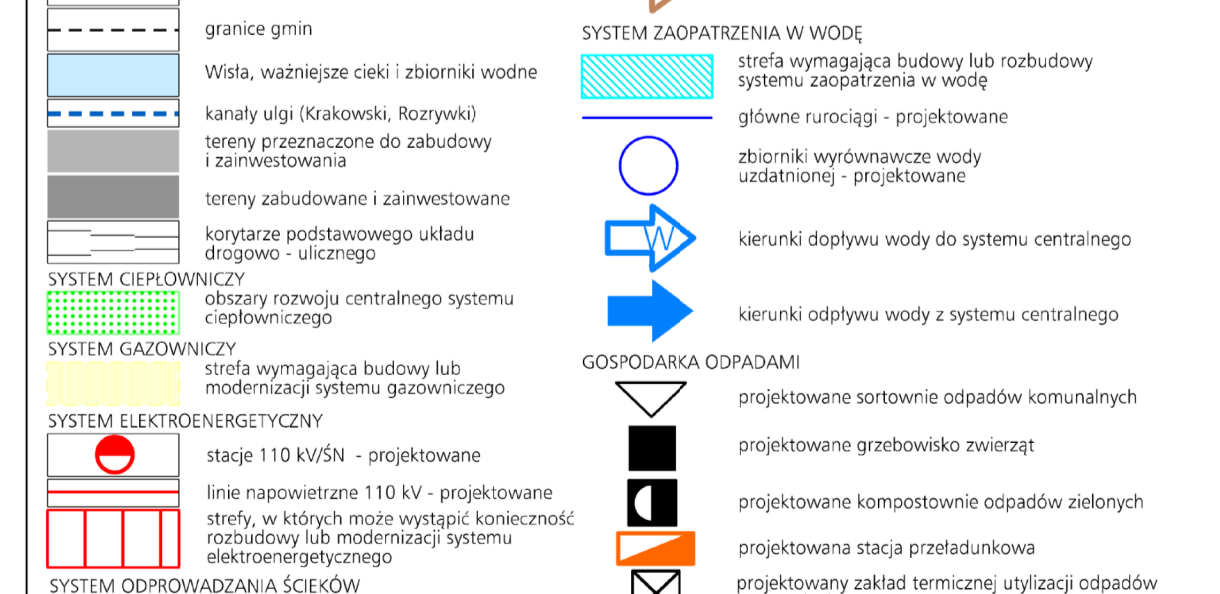 granice gmin
Wisła, ważniejsze cieki i zbiorniki wodne
kanały ulgi (Krakowski, Rozrywki)
tereny przeznaczone do zabudowy
i zainwestowania
tereny zabudowane i zainwestowane
korytarze podstawowego układu
drogowo - ulicznego
SYSTEM CIEPŁOWNICZY
obszary rozwoju centralnego systemu
ciepłowniczego
SYSTEM GAZOWNICZY
strefa wymagająca budowy lub
modernizacji systemu gazowniczego
SYSTEM ELEKTROENERGETYCZNY
stacje 110 kV/ŚN - projektowane
linie napowietrzne 110 kV - projektowane
strefy, w których może wystąpić konieczność
rozbudowy lub modernizacji systemu
elektroenergetycznego
SYSTEM ODPROWADZANIA ŚCIEKÓW
SYSTEM ZAOPATRZENIA W WODĘ
strefa wymagająca budowy lub rozbudowy
systemu zaopatrzenia w wodę
główne rurociągi - projektowane
zbiorniki wyrównawcze wody
uzdatnionej - projektowane
W
kierunki dopływu wody do systemu centralnego
kierunki odpływu wody z systemu centralnego
GOSPODARKA ODPADAMI
projektowane sortownie odpadów komunalnych
projektowane grzebowisko zwierząt
projektowane kompostownie odpadów zielonych
projektowana stacja przeładunkowa
projektowany zakład termicznej utylizacji odpadów